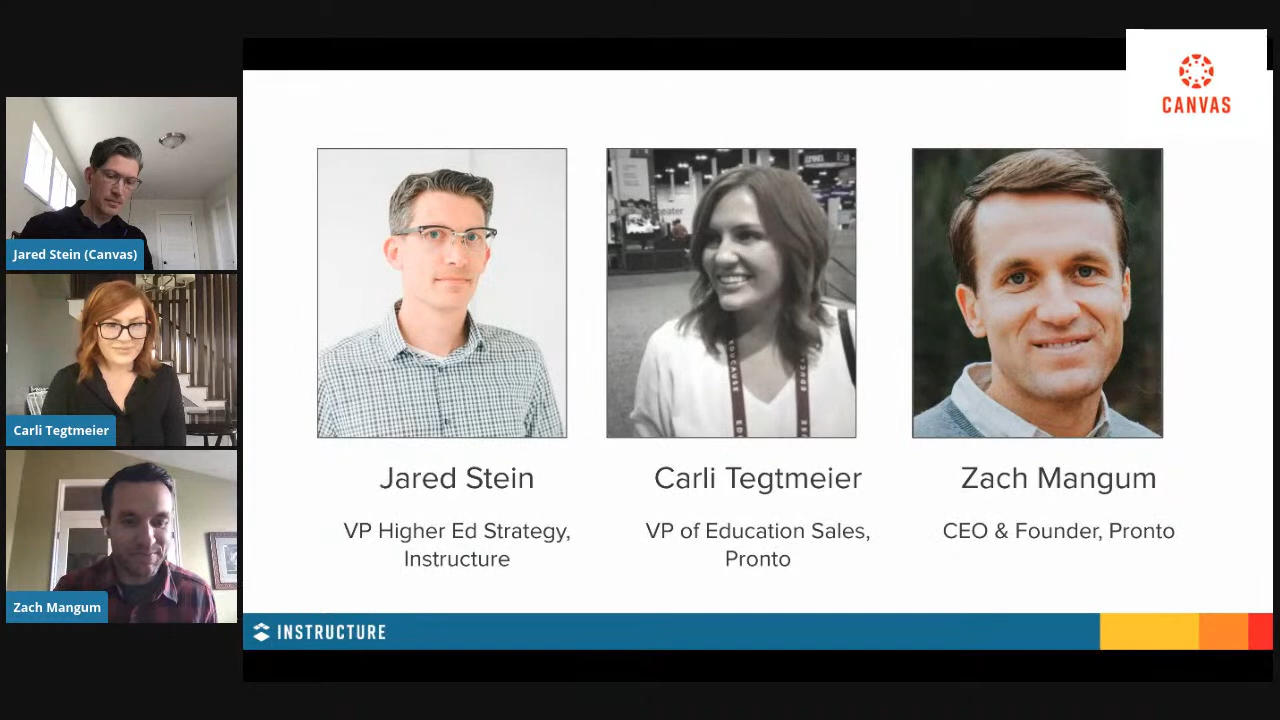 CANVAS
Jared Stein (Canvas)
Carli Tegtmeier
Zach Mangum
EDUCAUSE
Jared Stein
Carli Tegtmeier
Zach Mangum
VP Higher Ed Strategy,
Instructure
VP of Education Sales,
Pronto
CEO & Founder, Pronto
INSTRUCTURE